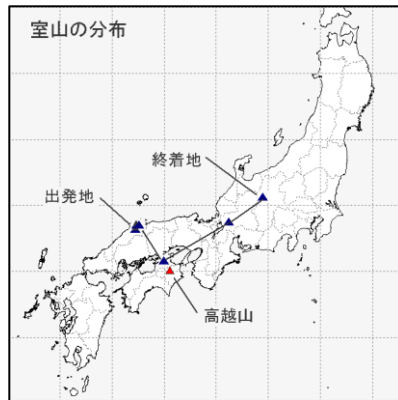 室山の分布
終着地
出発地
高越山